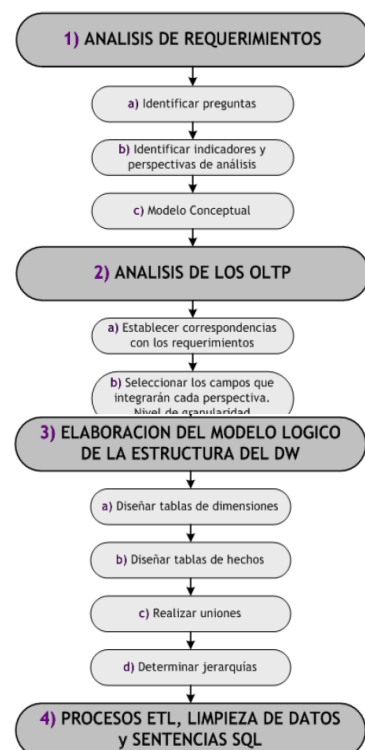 1) ANALISIS DE REQUERIMIENTOS
a) Identificar preguntas
b) Identificar indicadores y
perspectivas de análisis
c) Modelo Conceptual
2) ANALISIS DE LOS OLTP
a) Establecer correspondencias
con los requerimientos
b) Seleccionar los campos que
integrarán cada perspectiva.
Nivel de granularidad
3) ELABORACION DEL MODELO LOGICO
DE LA ESTRUCTURA DEL DW
a) Diseñar tablas de dimensiones
b) Diseñar tablas de hechos
c) Realizar uniones
d) Determinar jerarquías
4) PROCESOS ETL, LIMPIEZA DE DATOS
y SENTENCIAS SQL